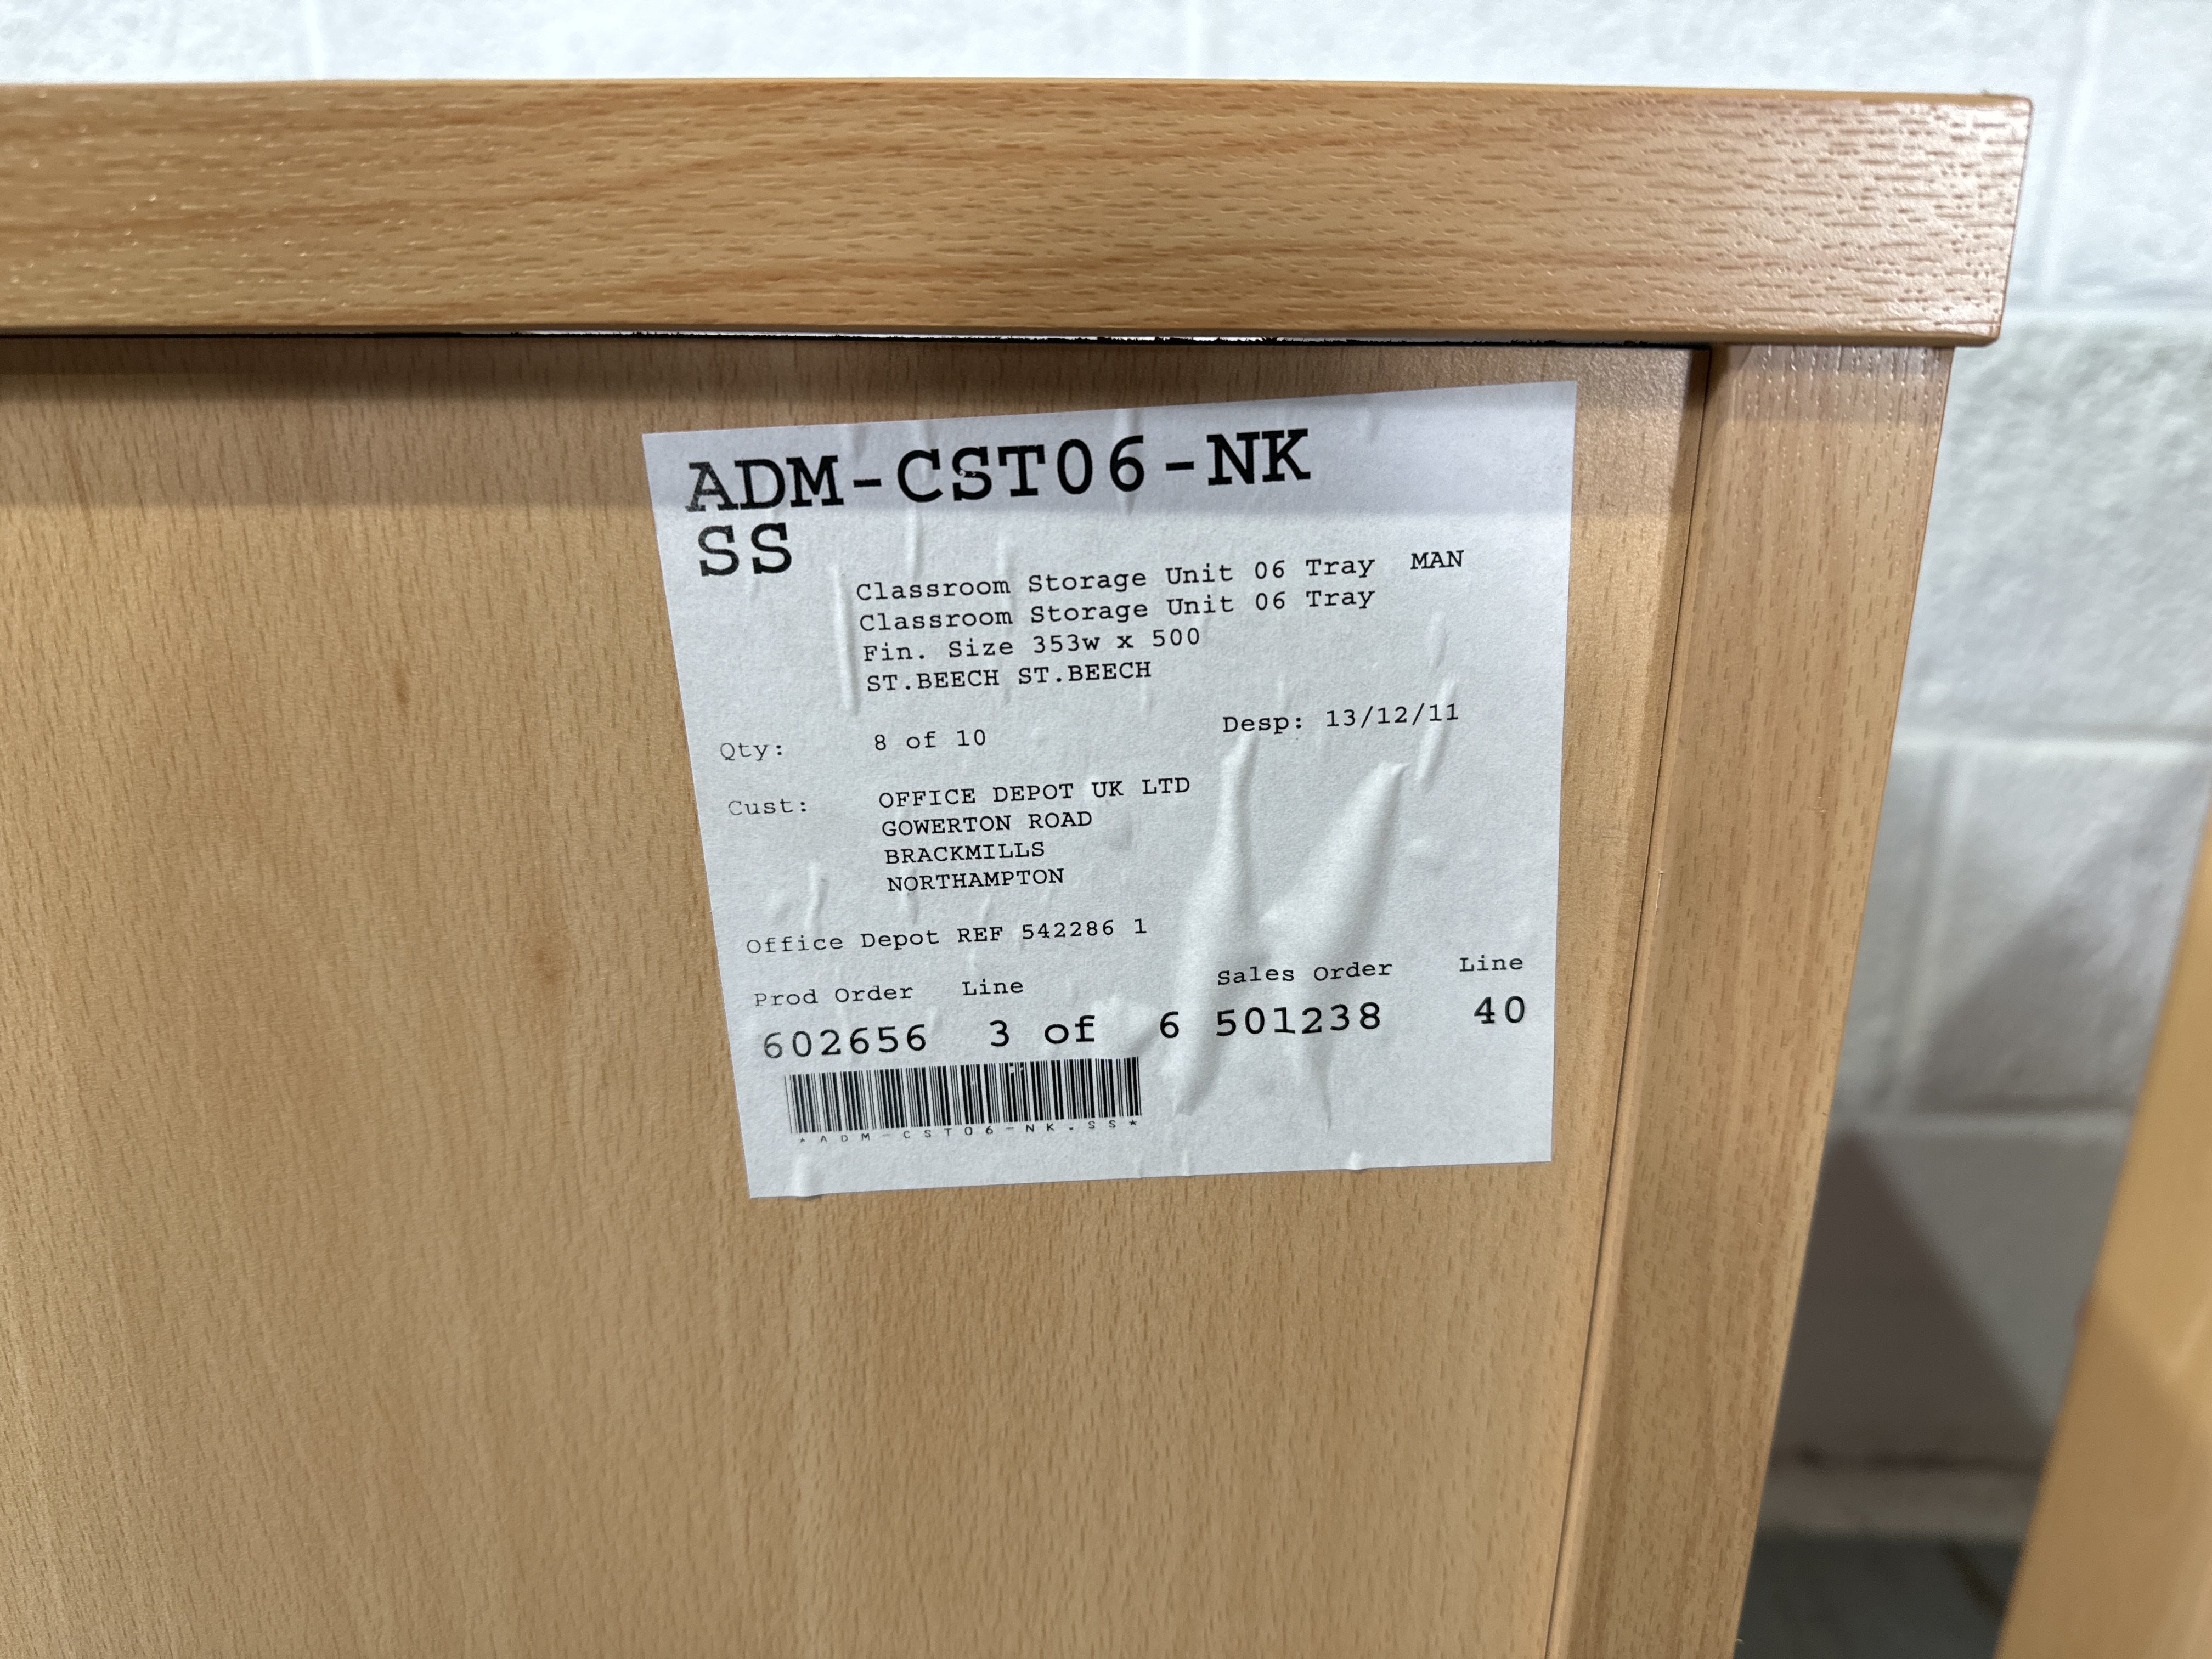 ADM-CST06-NK
SS
Classroom Storage Unit 06 Tray MAN
Classroom Storage Unit 06 Tray
Fin. Size 353w x 500
ST.BEECH ST.BEECH
Qty: 8 of 10 Desp: 13/12/11
Cust: OFFICE DEPOT UK LTD
GOWERTON ROAD
BRACKMILLS
NORTHAMPTON
Office Depot REF 542286 1
Prod Order Line Sales Order Line
602656 3 of 6 501238 40
*ADM-CST06-NK.SS*